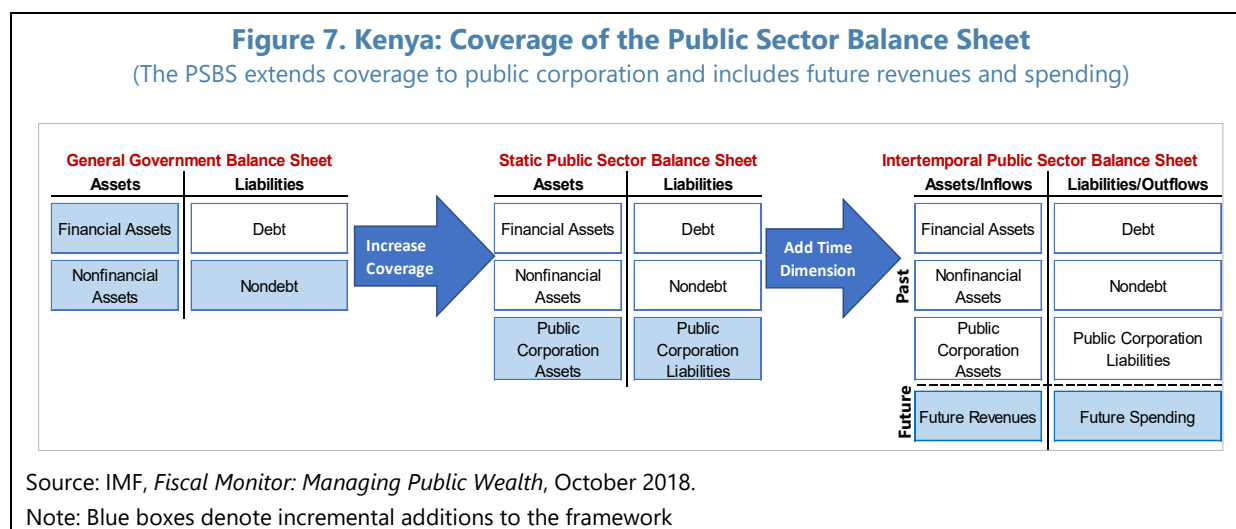 Figure 7. Kenya: Coverage of the Public Sector Balance Sheet
(The PSBS extends coverage to public corporation and includes future revenues and spending)
General Government Balance Sheet
Assets
Liabilities
Financial Assets
Debt
Nonfinancial
Assets
Nondebt
Increase
Coverage
Static Public Sector Balance Sheet
Assets
Liabilities
Financial Assets
Debt
Nonfinancial
Assets
Nondebt
Public
Corporation
Assets
Public
Corporation
Liabilities
Add Time
Dimension
Intertemporal Public Sector Balance Sheet
Assets/Inflows
Liabilities/Outflows
Past
Financial Assets
Debt
Nonfinancial
Assets
Nondebt
Public
Corporation
Assets
Public Corporation
Liabilities
Future
Future Revenues
Future Spending
Source: IMF, Fiscal Monitor: Managing Public Wealth, October 2018.
Note: Blue boxes denote incremental additions to the framework